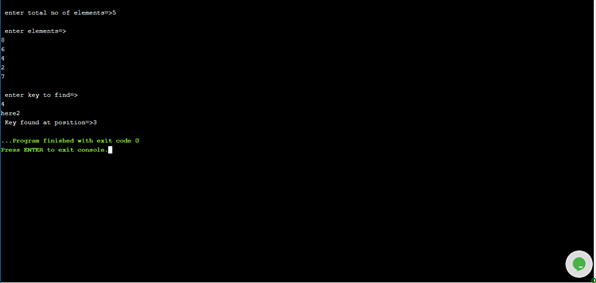 enter total no of elements=>5
enter elements=>
8
6
4
2
7
enter key to find=>
4
here2
Key found at position=>3
...Program finished with exit code 0
Press ENTER to exit console.